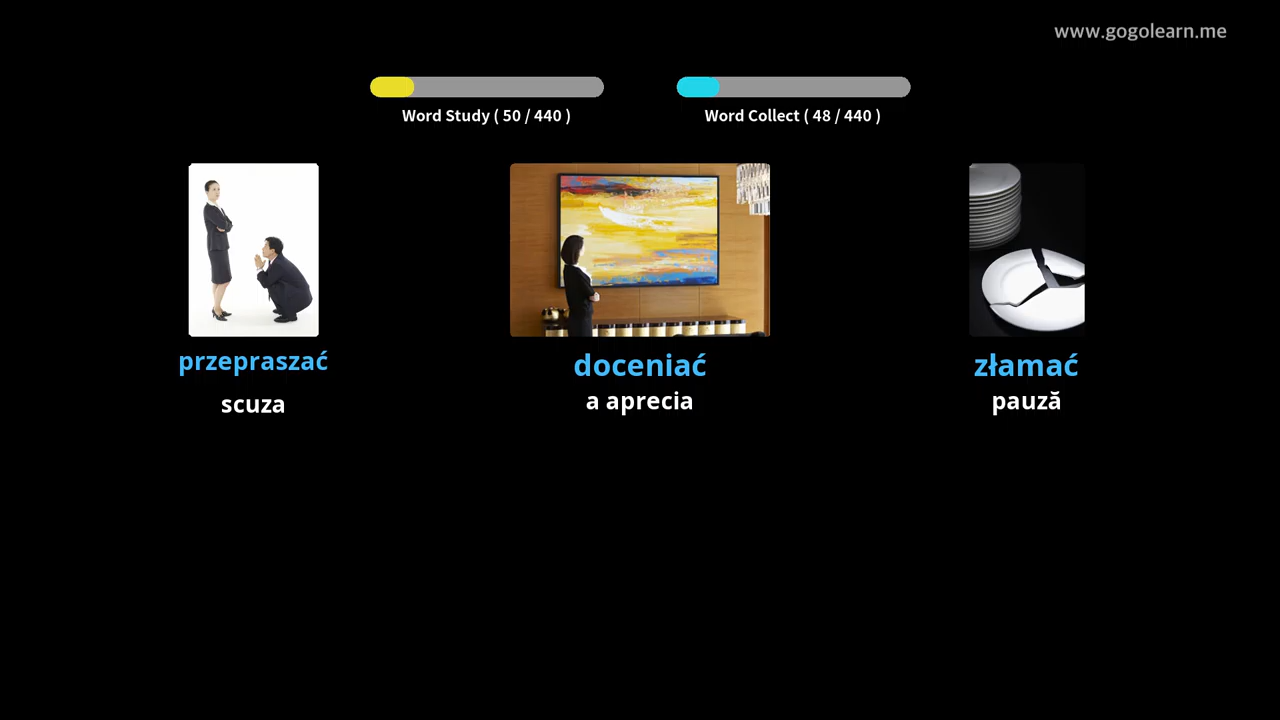 www.gogolearn.me
Word Study ( 50 / 440 )
Word Collect ( 48 / 440 )
przepraszać
doceniać
złamać
scuza
a aprecia
pauză